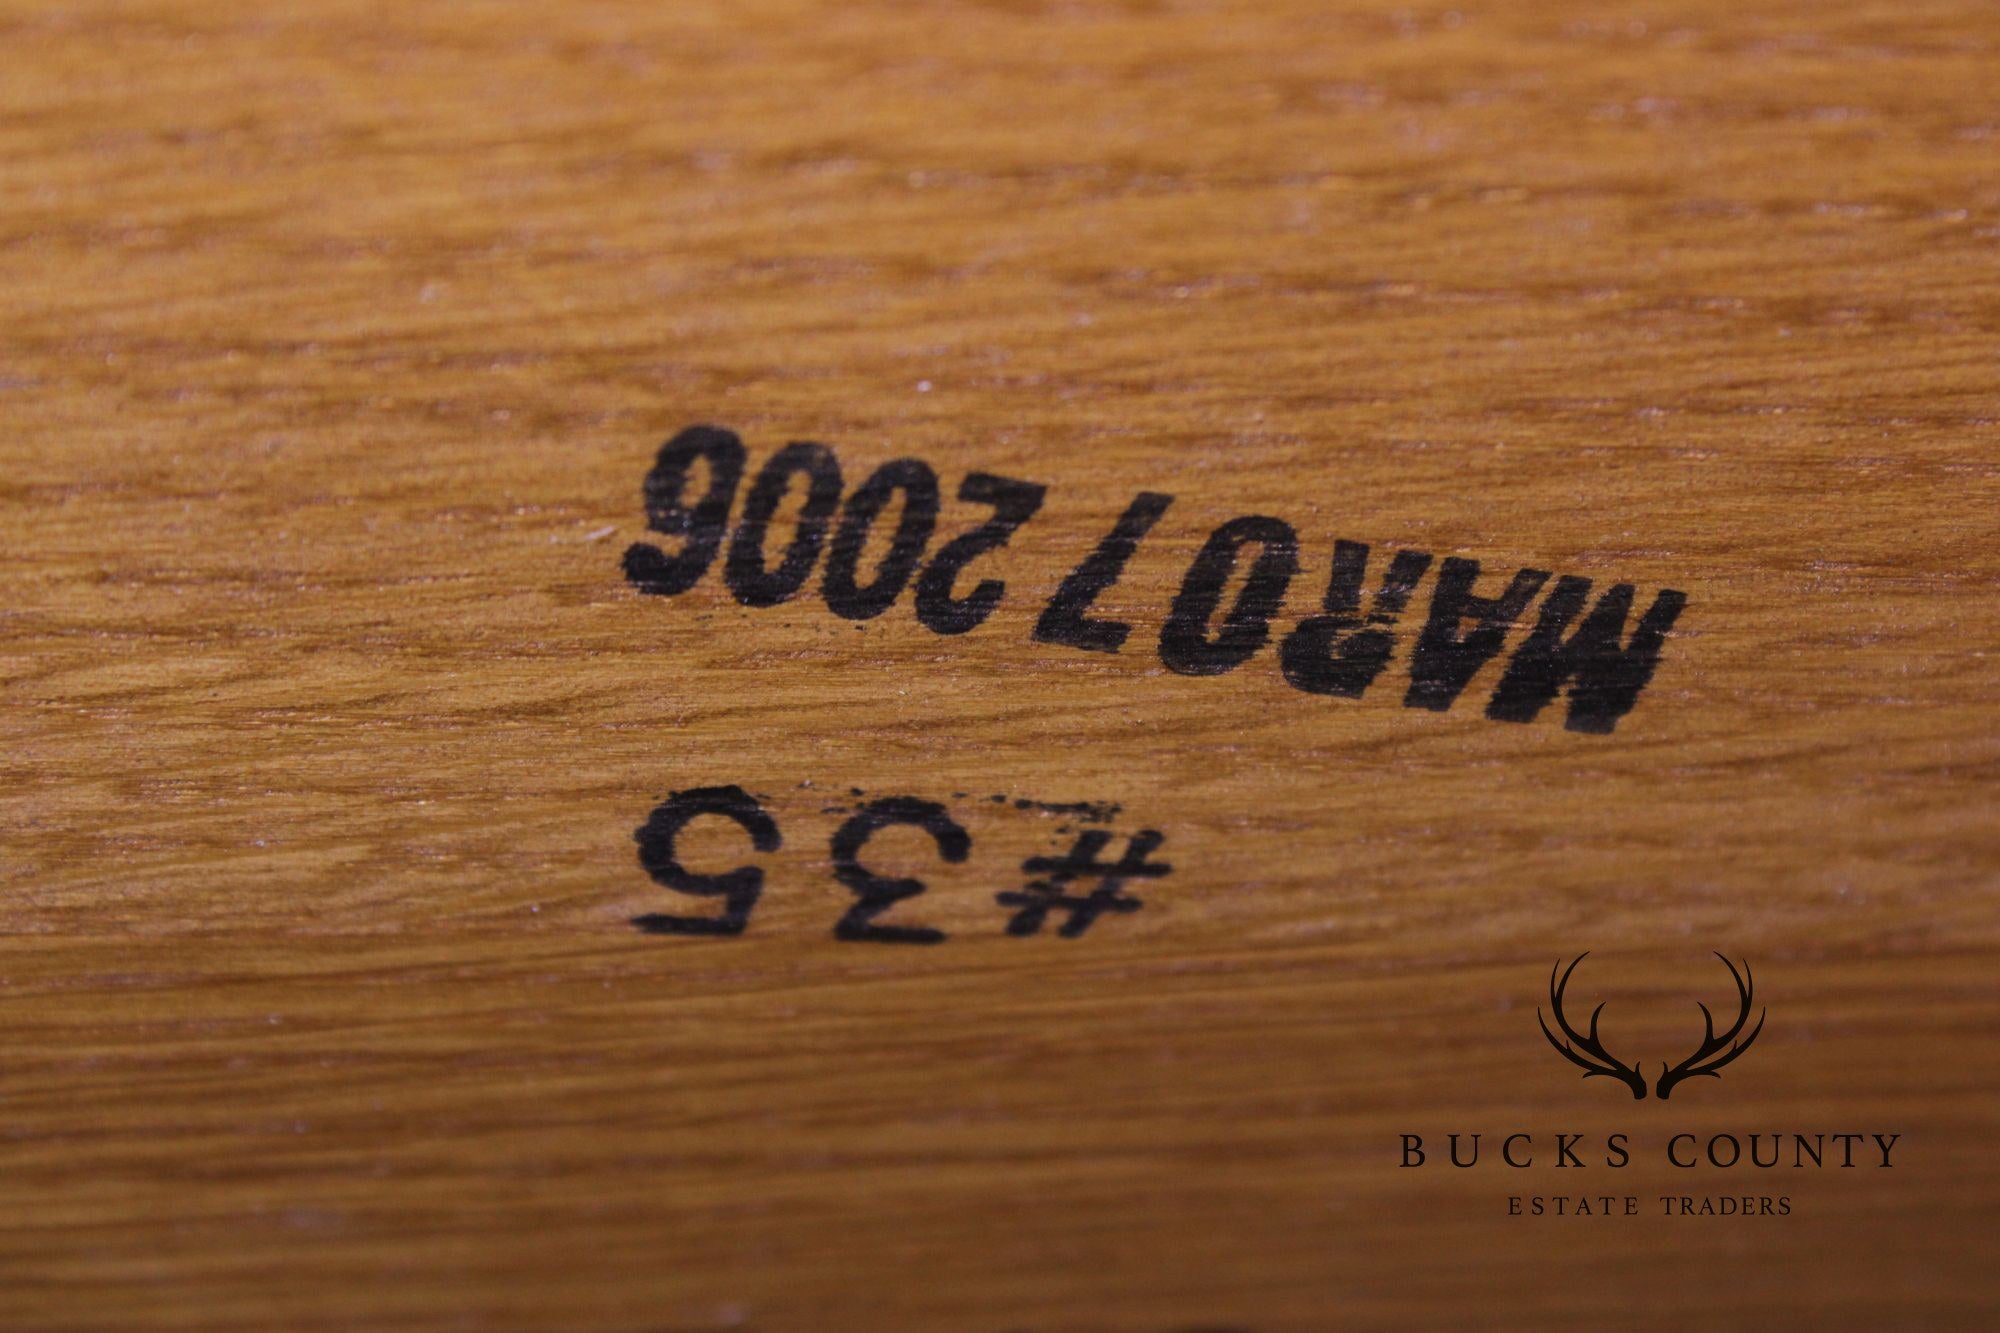 #35
MAR 07 2006
BUCKS COUNTY
ESTATE TRADERS